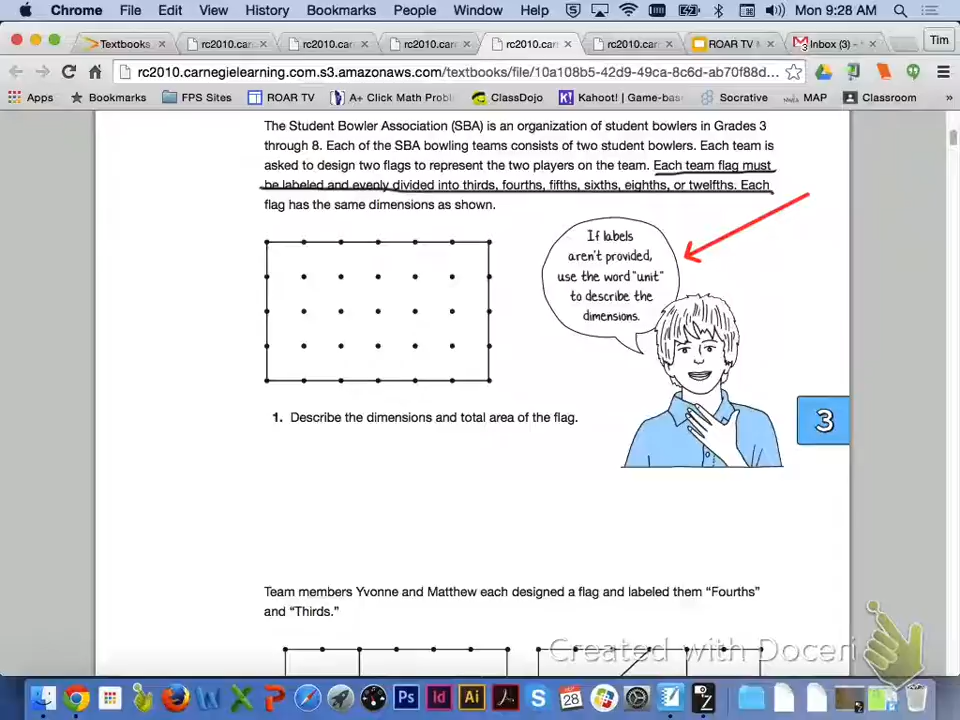 Chrome File Edit View History Bookmarks People Window Help Mon 9:28 AM
Textbooks rc2010.car rc2010.car rc2010.car rc2010.car rc2010.car ROAR TV M Inbox (3) - Tim
rc2010.carnegielearning.com.s3.amazonaws.com/textbooks/file/10a108b5-42d9-49ca-8c6d-ab70f88d...
Apps Bookmarks FPS Sites ROAR TV A+ Click Math Probl ClassDojo Kahoot! | Game-bas Socrative MAP Classroom »
The Student Bowler Association (SBA) is an organization of student bowlers in Grades 3
through 8. Each of the SBA bowling teams consists of two student bowlers. Each team is
asked to design two flags to represent the two players on the team. Each team flag must
be labeled and evenly divided into thirds, fourths, fifths, sixths, eighths, or twelfths. Each
flag has the same dimensions as shown.
If labels
aren't provided,
use the word "unit"
to describe the
dimensions.
1. Describe the dimensions and total area of the flag.
3
Team members Yvonne and Matthew each designed a flag and labeled them “Fourths”
and “Thirds.”
Created with Doceri
Ps Id Ai S 28